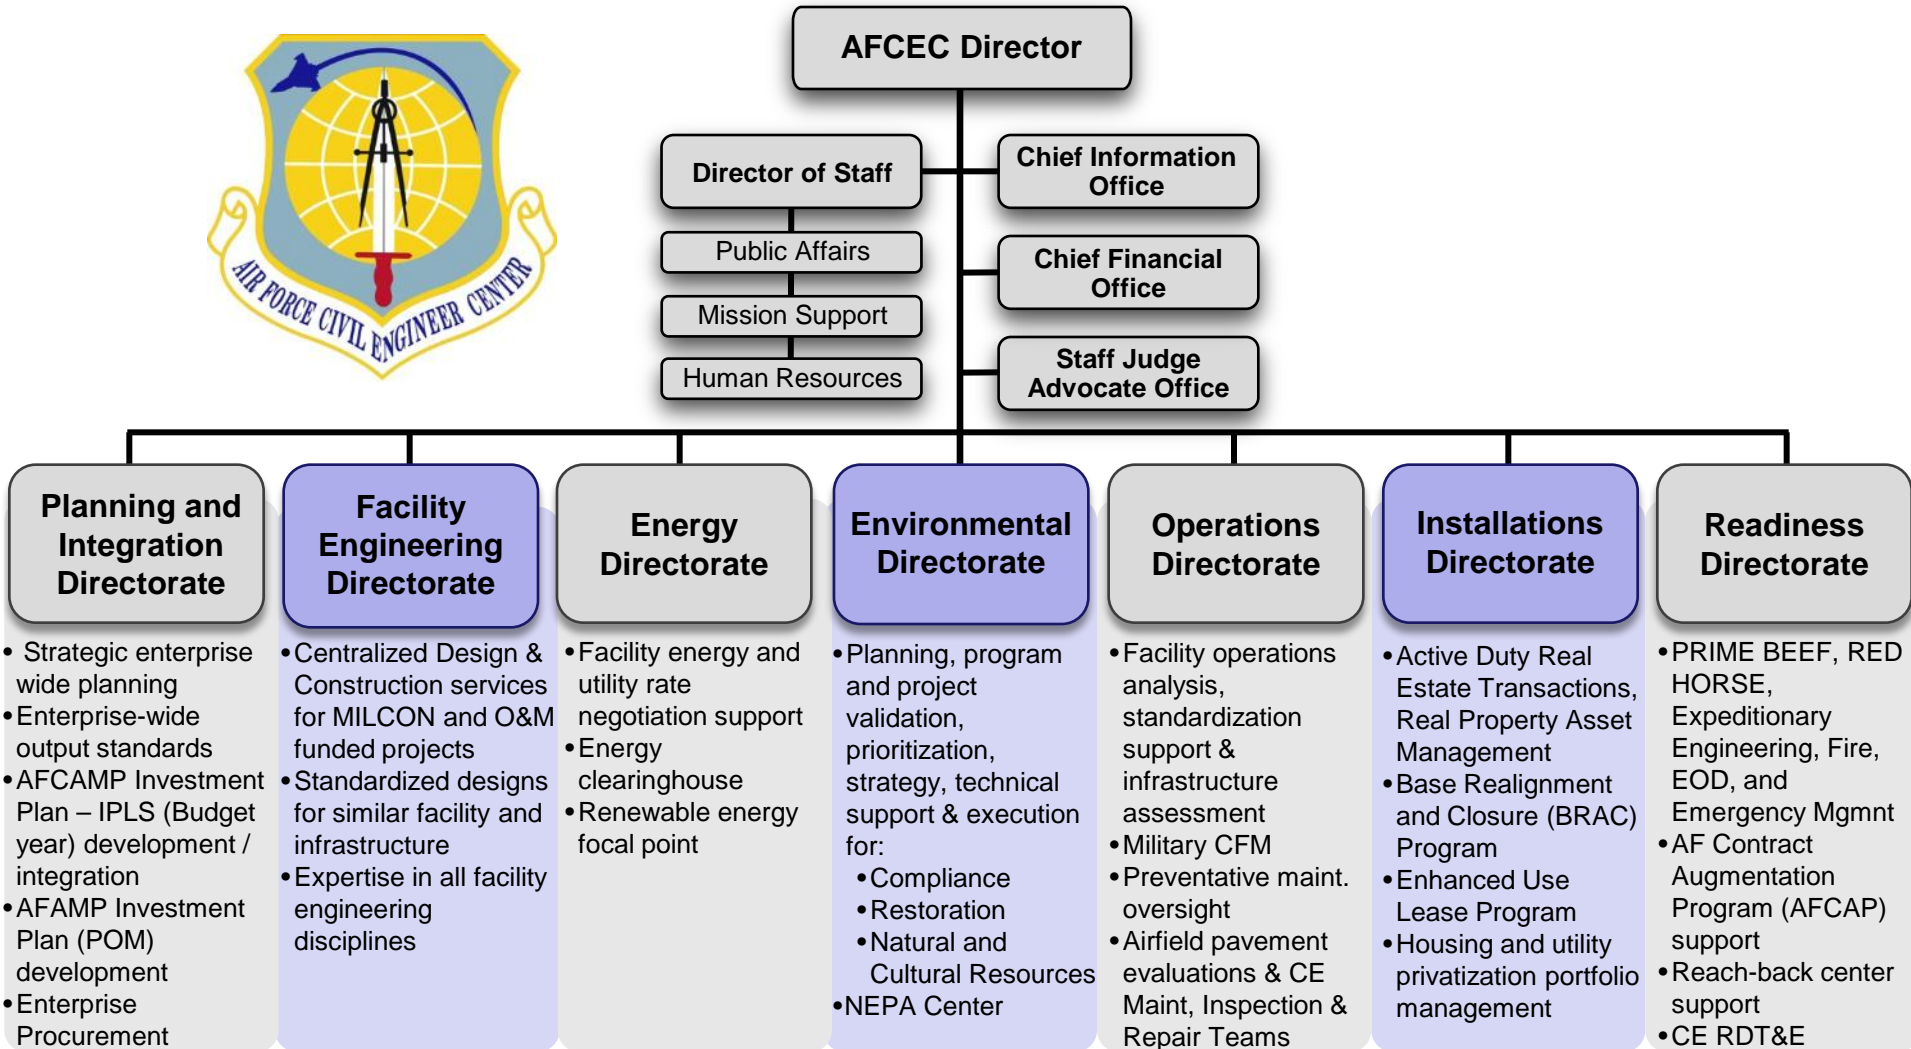 AFCEC Director
AIR FORCE CIVIL ENGINEER CENTER
Director of Staff
Public Affairs
Mission Support
Human Resources
Chief Information
Office
Chief Financial
Office
Staff Judge
Advocate Office
Planning and
Integration
Directorate
• Strategic enterprise
wide planning
•Enterprise-wide
output standards
•AFCAMP Investment
Plan – IPLS (Budget
year) development /
integration
•AFAMP Investment
Plan (POM)
development
•Enterprise
Procurement
Facility
Engineering
Directorate
•Centralized Design &
Construction services
for MILCON and O&M
funded projects
•Standardized designs
for similar facility and
infrastructure
•Expertise in all facility
engineering
disciplines
Energy
Directorate
•Facility energy and
utility rate
negotiation support
•Energy
clearinghouse
•Renewable energy
focal point
Environmental
Directorate
•Planning, program
and project
validation,
prioritization,
strategy, technical
support & execution
for:
•Compliance
•Restoration
•Natural and
Cultural Resources
•NEPA Center
Operations
Directorate
•Facility operations
analysis,
standardization
support &
infrastructure
assessment
•Military CFM
•Preventative maint.
oversight
•Airfield pavement
evaluations & CE
Maint, Inspection &
Repair Teams
Installations
Directorate
•Active Duty Real
Estate Transactions,
Real Property Asset
Management
•Base Realignment
and Closure (BRAC)
Program
•Enhanced Use
Lease Program
•Housing and utility
privatization portfolio
management
Readiness
Directorate
•PRIME BEEF, RED
HORSE,
Expeditionary
Engineering, Fire,
EOD, and
Emergency Mgmnt
•AF Contract
Augmentation
Program (AFCAP)
support
•Reach-back center
support
•CE RDT&E